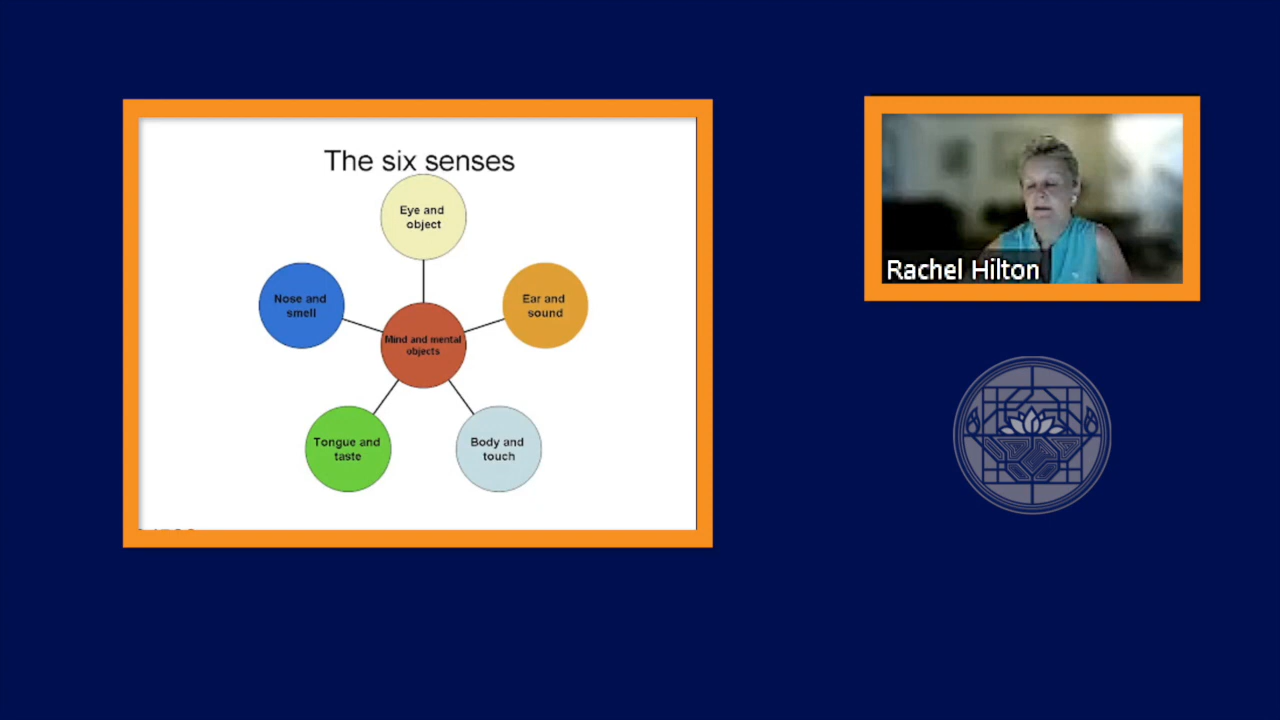 The six senses
Eye and
object
Nose and
smell
Ear and
sound
Mind and mental
objects
Tongue and
taste
Body and
touch
Rachel Hilton